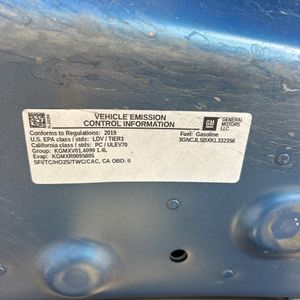 VEHICLE EMISSION
CONTROL INFORMATION
GM
GENERAL
MOTORS
LLC
Conforms to Regulations: 2019
Fuel: Gasoline
U.S. EPA class / stds: LDV / TIER3
3GNCJLSBXKL332356
California class / stds: PC / ULEV70
Group: KGMXV01.4099 1.4L
Evap: KGMXR0095805
SFI/TC/HO2S/TWC/CAC, CA OBD: II